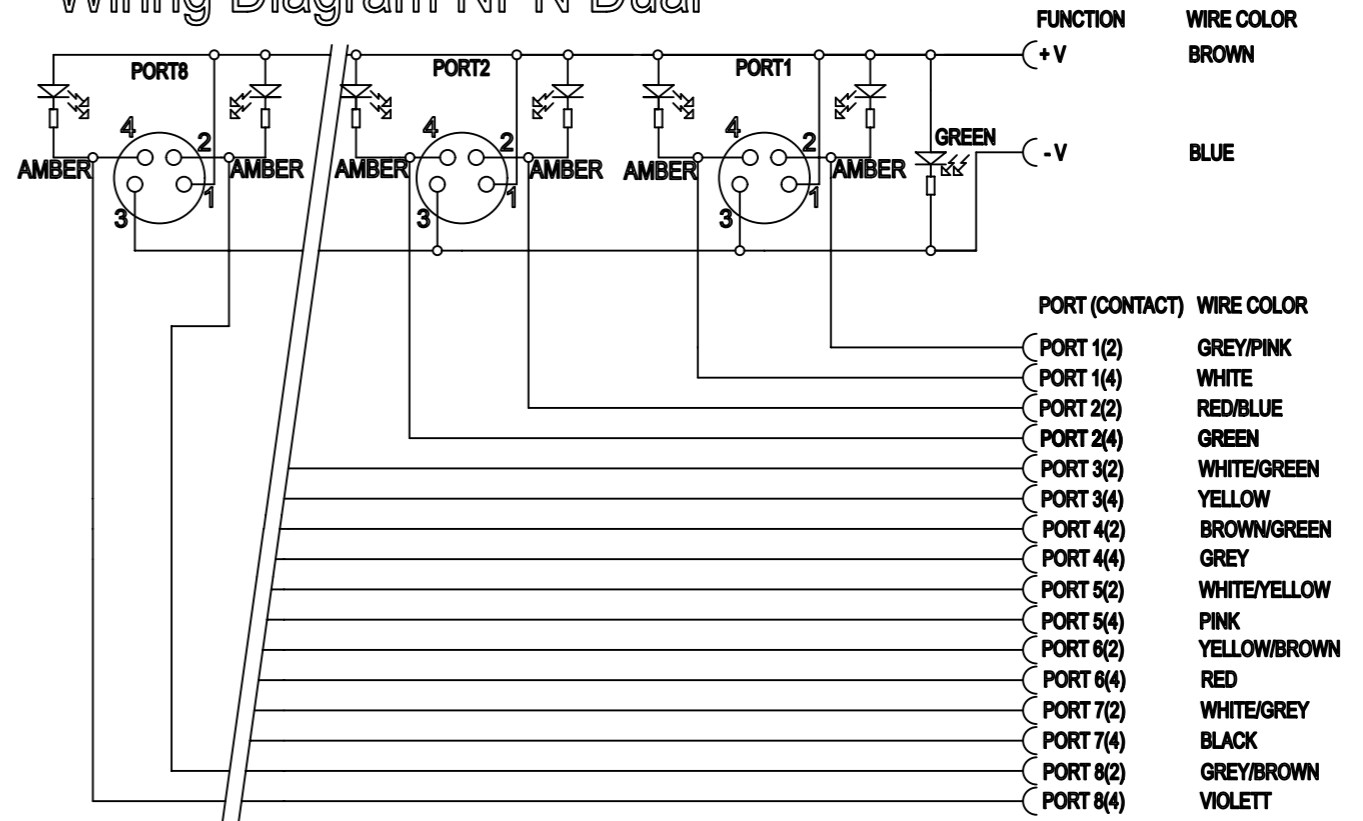 Wiring Diagram NPN Dual
FUNCTION WIRE COLOR
+ V BROWN
PORT8 PORT2 PORT1
4 2 4 2 4 2
GREEN
- V BLUE
AMBER AMBER AMBER AMBER AMBER AMBER
1 1 1
3 3 3
PORT (CONTACT) WIRE COLOR
PORT 1(2) GREY/PINK
PORT 1(4) WHITE
PORT 2(2) RED/BLUE
PORT 2(4) GREEN
PORT 3(2) WHITE/GREEN
PORT 3(4) YELLOW
PORT 4(2) BROWN/GREEN
PORT 4(4) GREY
PORT 5(2) WHITE/YELLOW
PORT 5(4) PINK
PORT 6(2) YELLOW/BROWN
PORT 6(4) RED
PORT 7(2) WHITE/GREY
PORT 7(4) BLACK
PORT 8(2) GREY/BROWN
PORT 8(4) VIOLETT